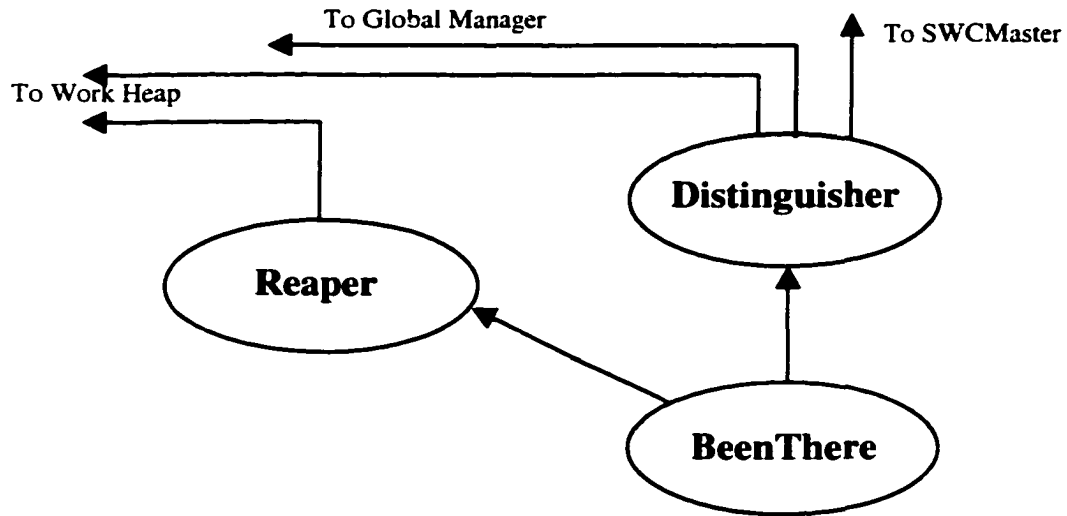 To Global Manager
To SWCMaster
To Work Heap
Distinguisher
Reaper
BeenThere